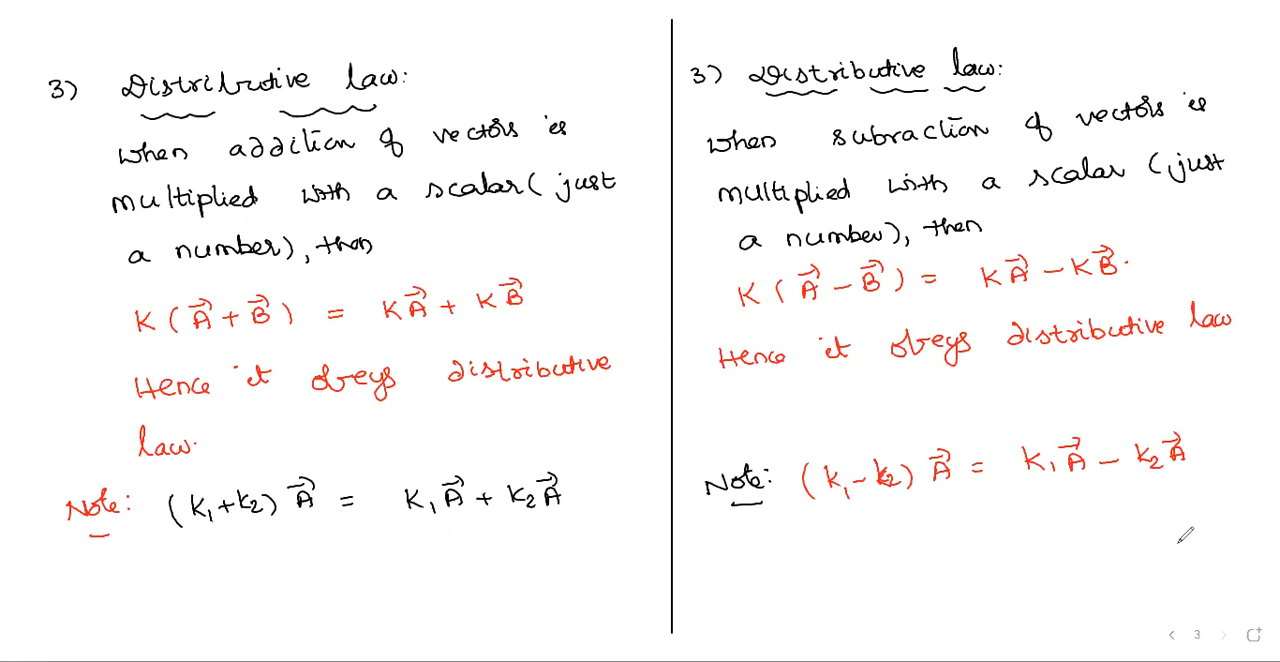 3) Distributive law:
When addition of vectors is
multiplied with a scalar (just
a number), then
K(A⃗ + B⃗) = KA⃗ + KB⃗
Hence it obeys distributive
law.
Note: (K₁+K₂) A⃗ = K₁A⃗ + K₂A⃗
3) Distributive law:
When subraction of vectors is
multiplied with a scalar (just
a number), then
K(A⃗ − B⃗) = KA⃗ − KB⃗.
Hence it obeys distributive law
Note: (K₁−K₂) A⃗ = K₁A⃗ − K₂A⃗
< 3 >